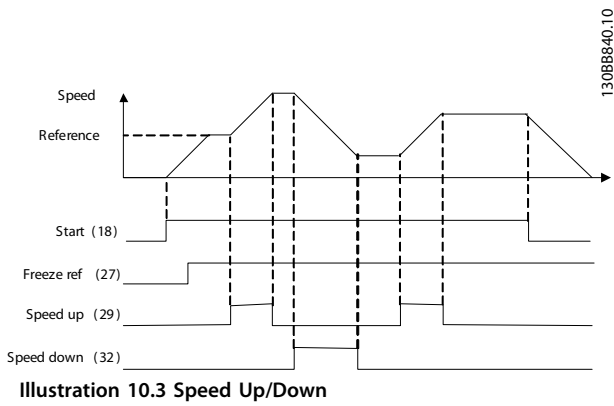 130BB840.10
Speed
Reference
Start (18)
Freeze ref (27)
Speed up (29)
Speed down (32)
Illustration 10.3 Speed Up/Down